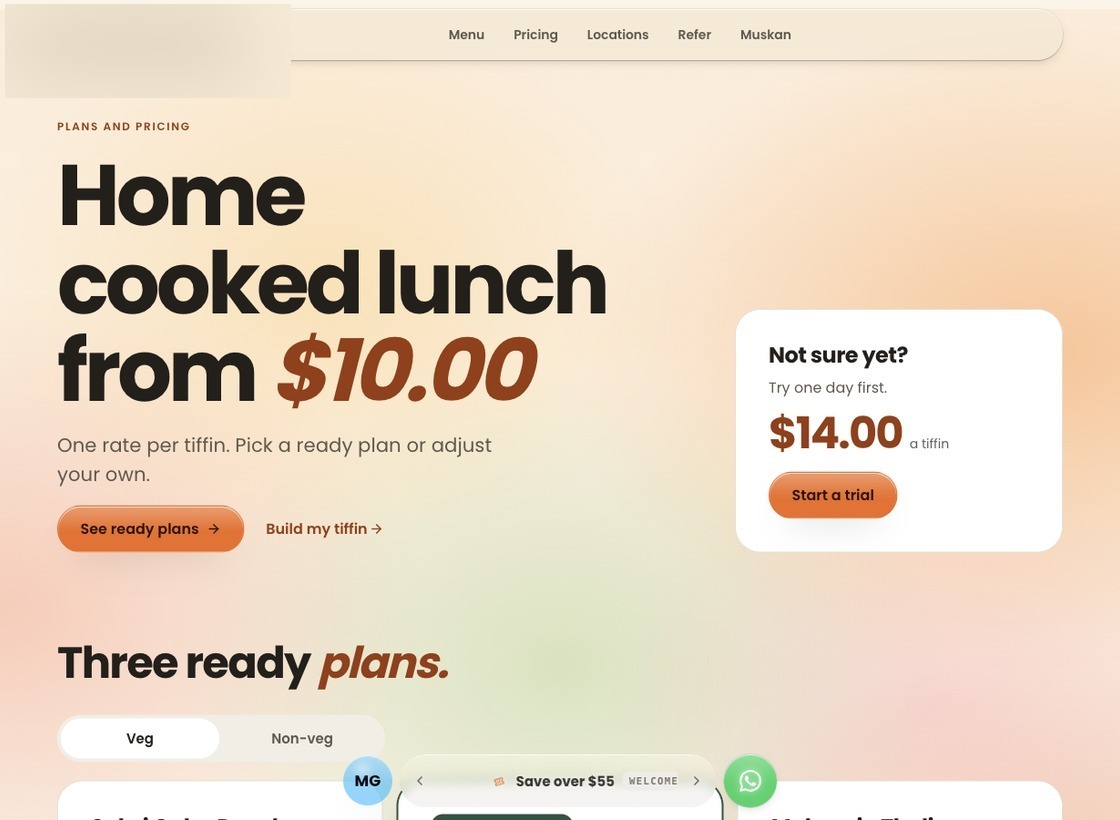 Menu Pricing Locations Refer Muskan
PLANS AND PRICING
Home
cooked lunch
from $10.00
One rate per tiffin. Pick a ready plan or adjust
your own.
See ready plans →
Build my tiffin →
Not sure yet?
Try one day first.
$14.00 a tiffin
Start a trial
Three ready plans.
Veg
Non-veg
MG
Save over $55 WELCOME